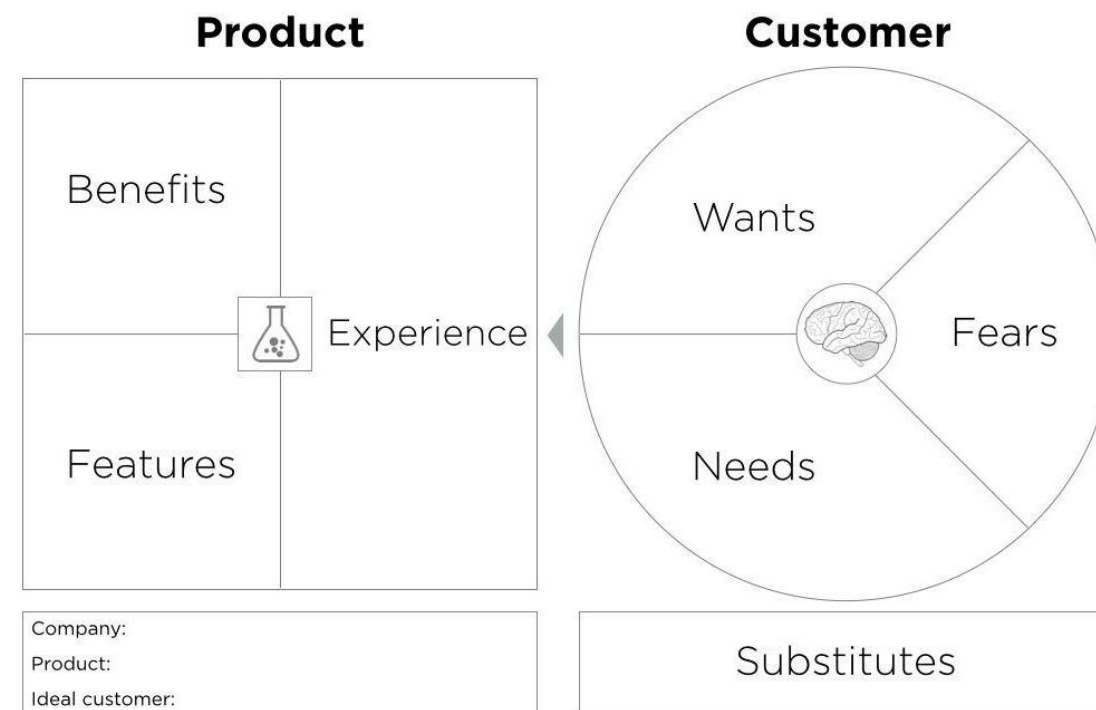 Product
Customer
Benefits
Wants
Experience
Fears
Features
Needs
Company:
Product:
Ideal customer:
Substitutes